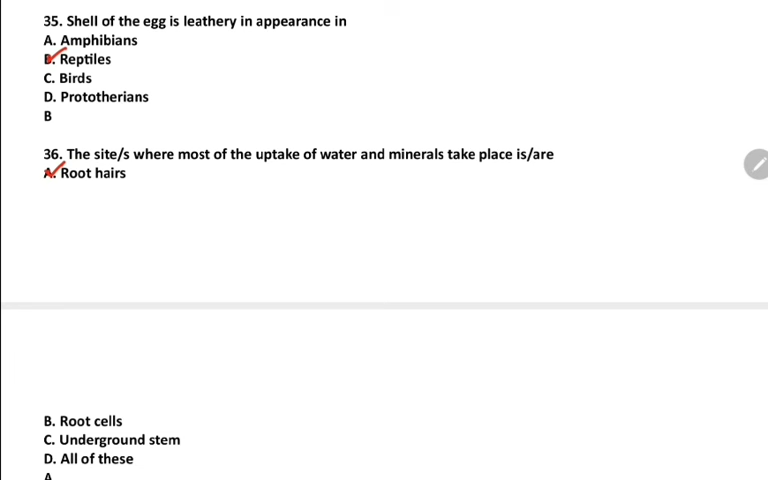 35. Shell of the egg is leathery in appearance in
A. Amphibians
B. Reptiles
C. Birds
D. Prototherians
B
36. The site/s where most of the uptake of water and minerals take place is/are
A. Root hairs
B. Root cells
C. Underground stem
D. All of these
A